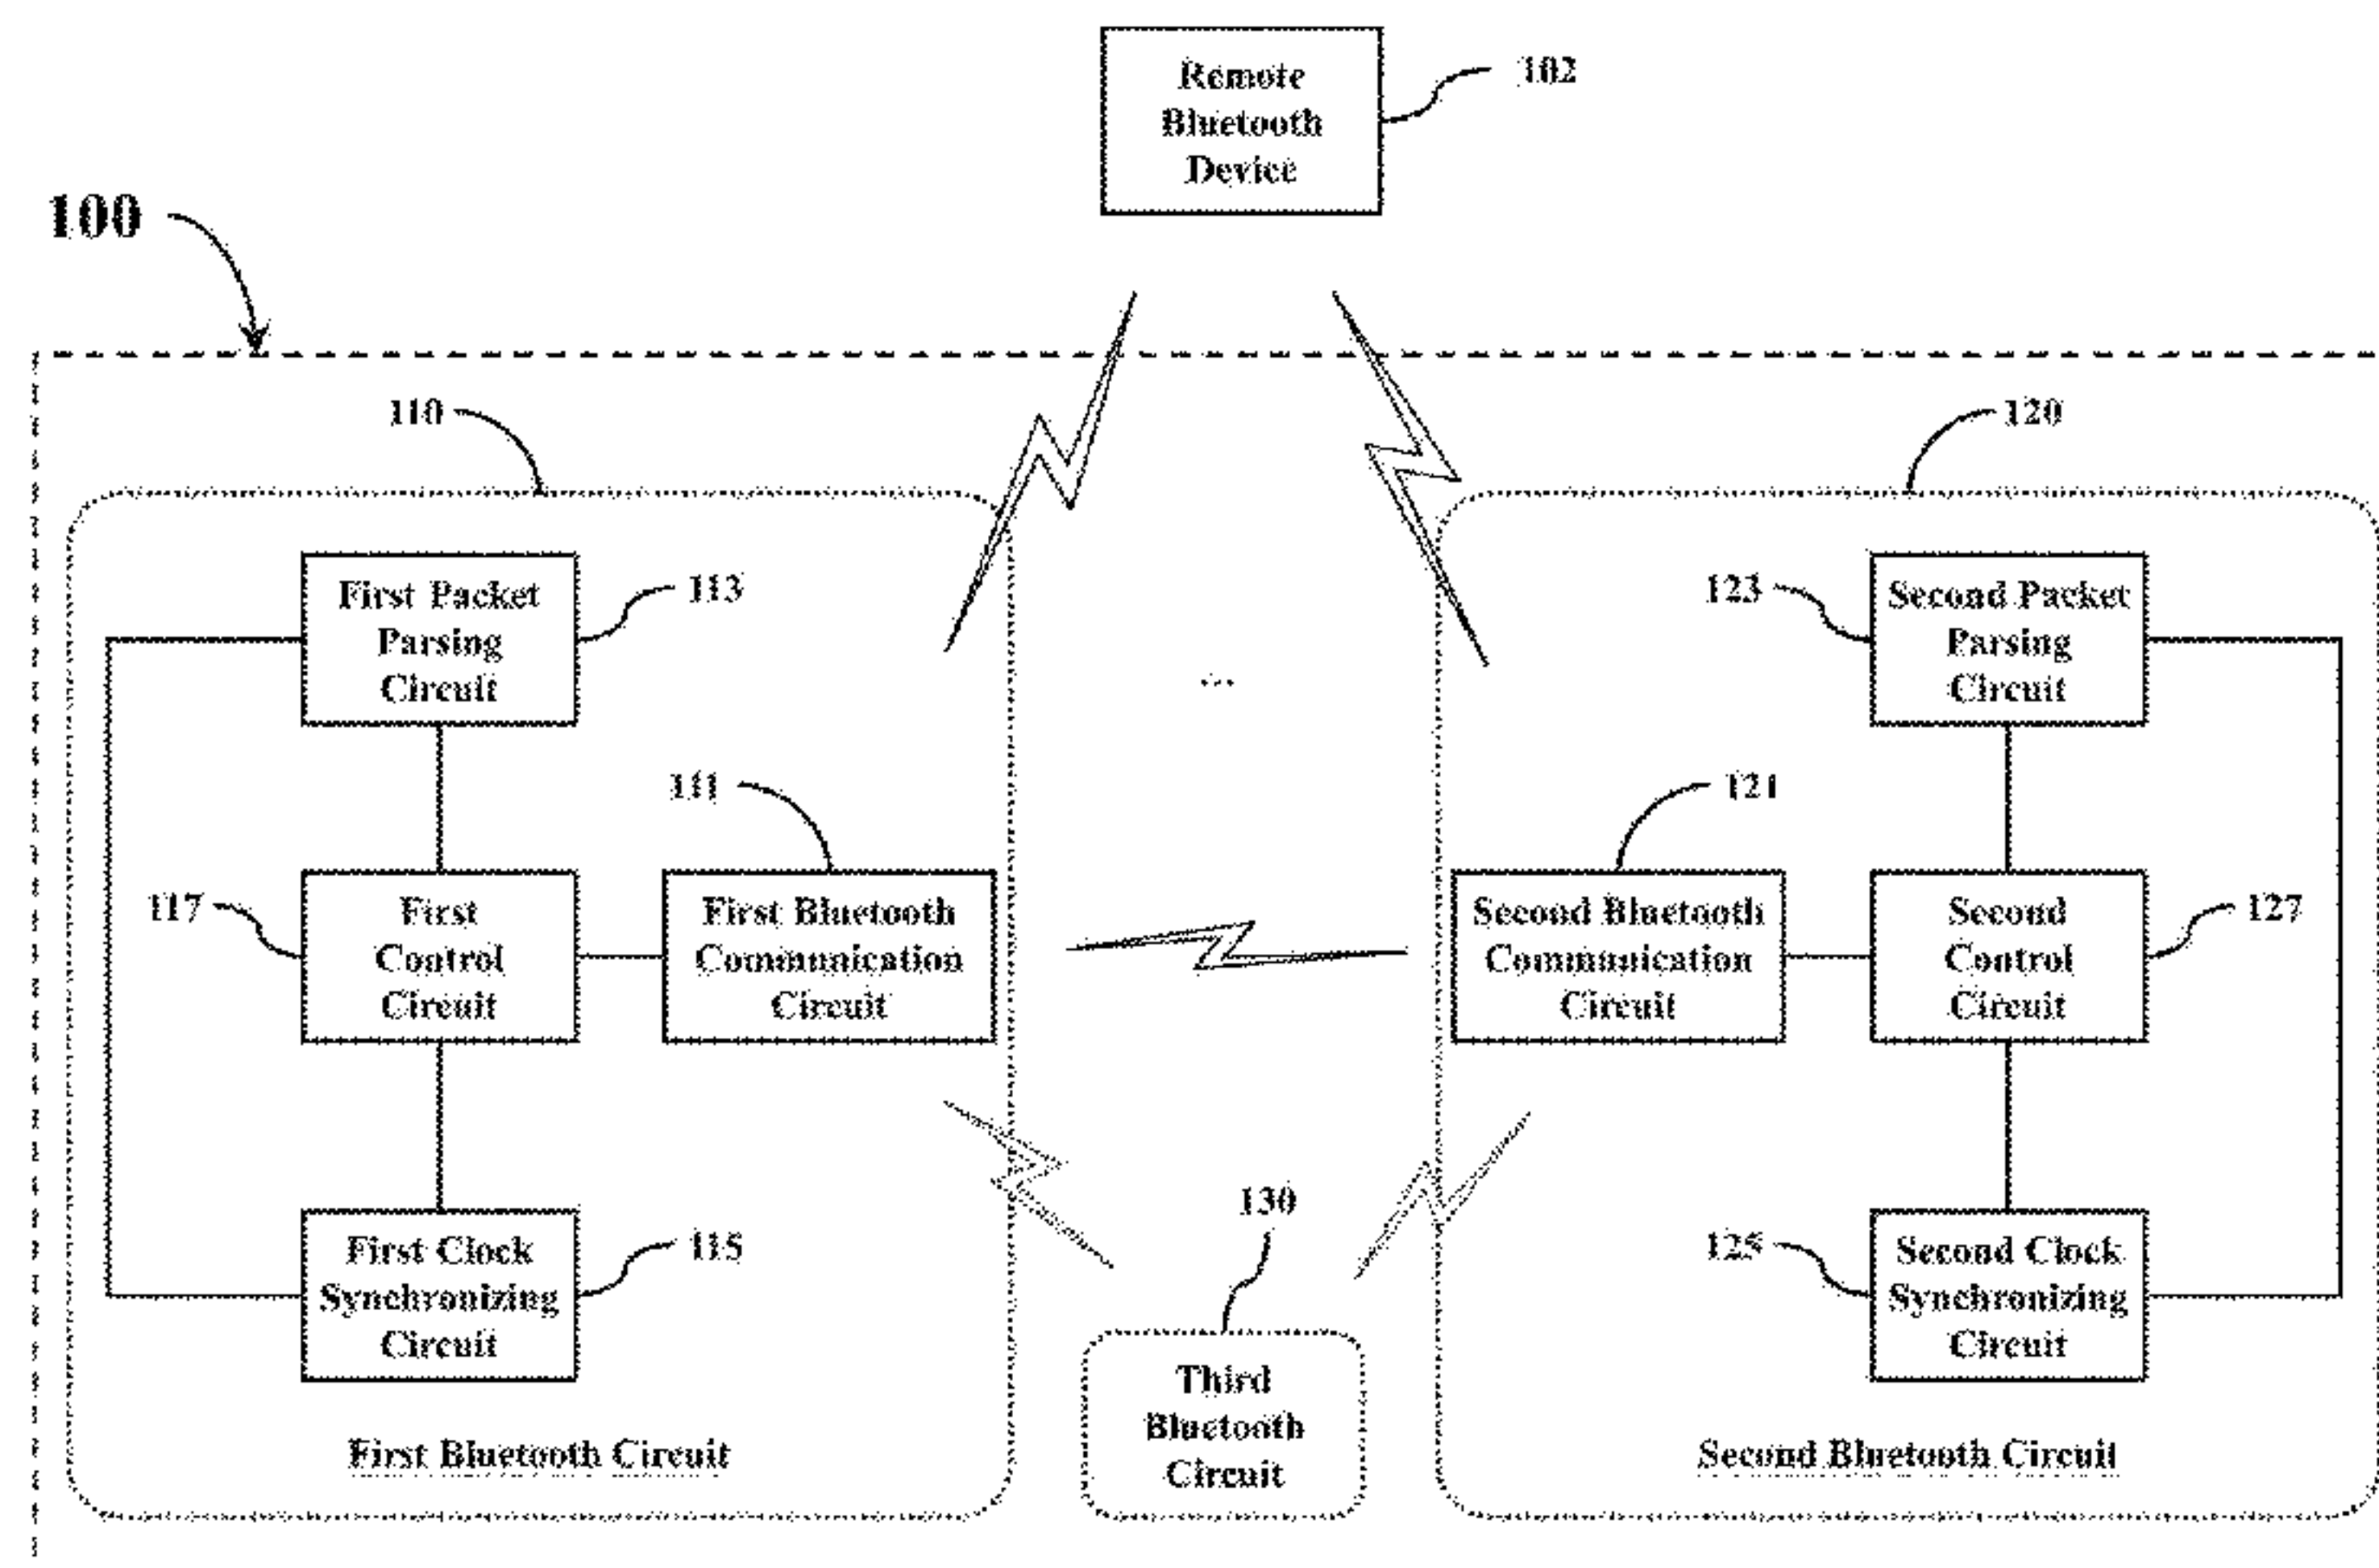 Remote
Bluetooth
Device
102
100
110
120
First Packet
Parsing
Circuit
113
123
Second Packet
Parsing
Circuit
111
121
117
First
Control
Circuit
First Bluetooth
Communication
Circuit
Second Bluetooth
Communication
Circuit
Second
Control
Circuit
127
130
First Clock
Synchronizing
Circuit
115
125
Second Clock
Synchronizing
Circuit
Third
Bluetooth
Circuit
First Bluetooth Circuit
Second Bluetooth Circuit
...